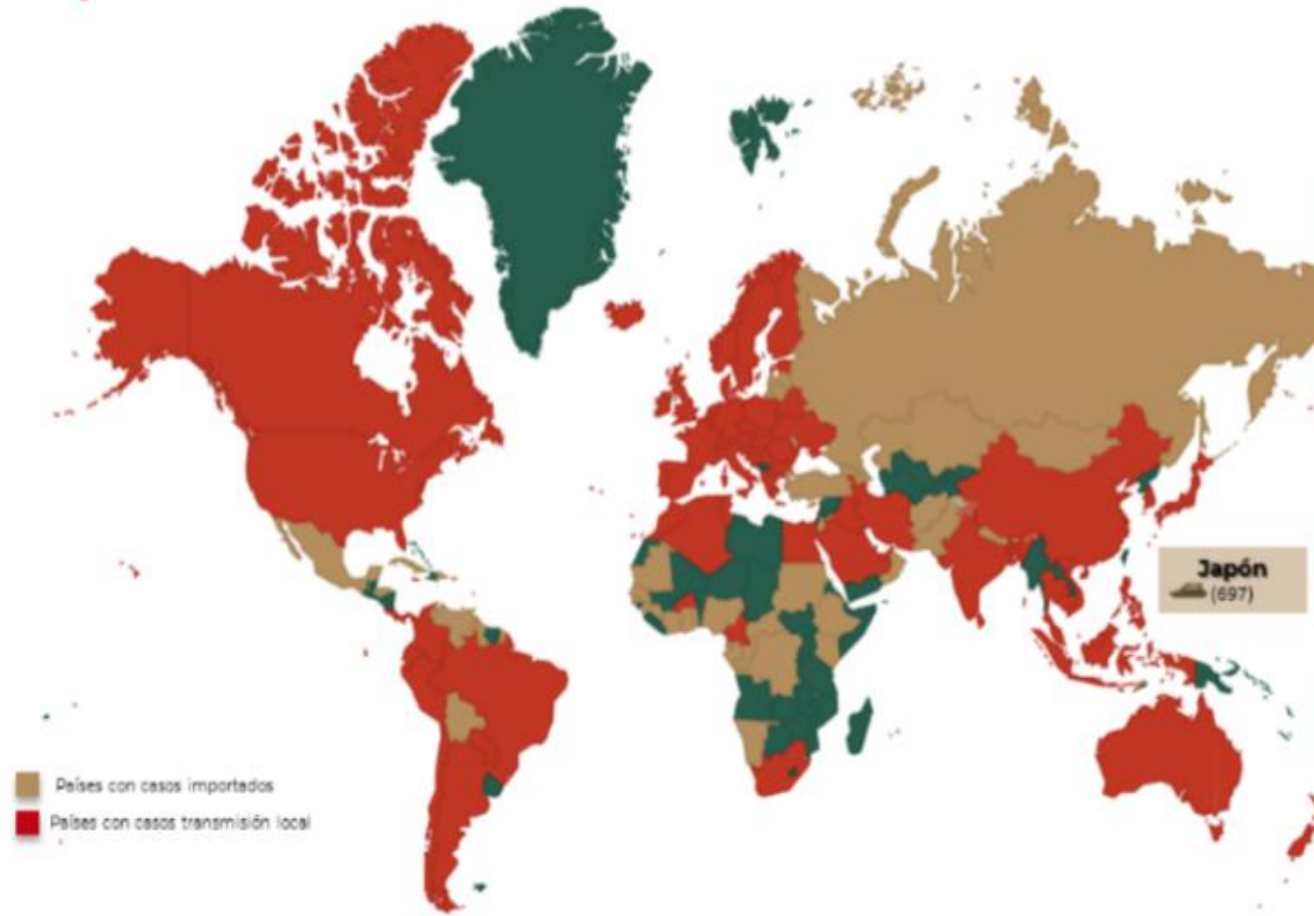 Japón
(697)
Países con casos importados
Países con casos transmisión local